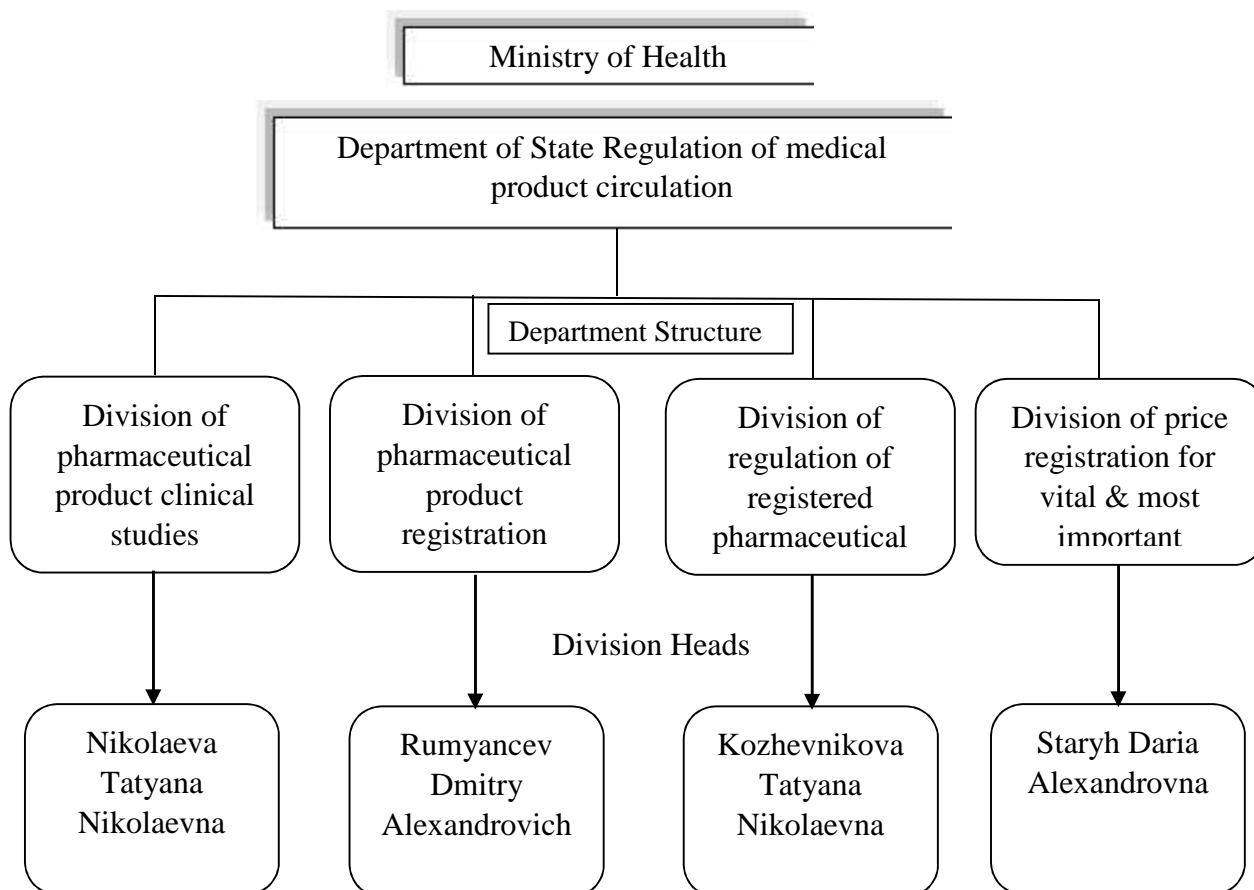 Ministry of Health
Department of State Regulation of medical
product circulation
Department Structure
Division of
pharmaceutical
product clinical
studies
Division of
pharmaceutical
product
registration
Division of
regulation of
registered
pharmaceutical
Division of price
registration for
vital & most
important
Division Heads
Nikolaeva
Tatyana
Nikolaevna
Rumyancev
Dmitry
Alexandrovich
Kozhevnikova
Tatyana
Nikolaevna
Staryh Daria
Alexandrovna